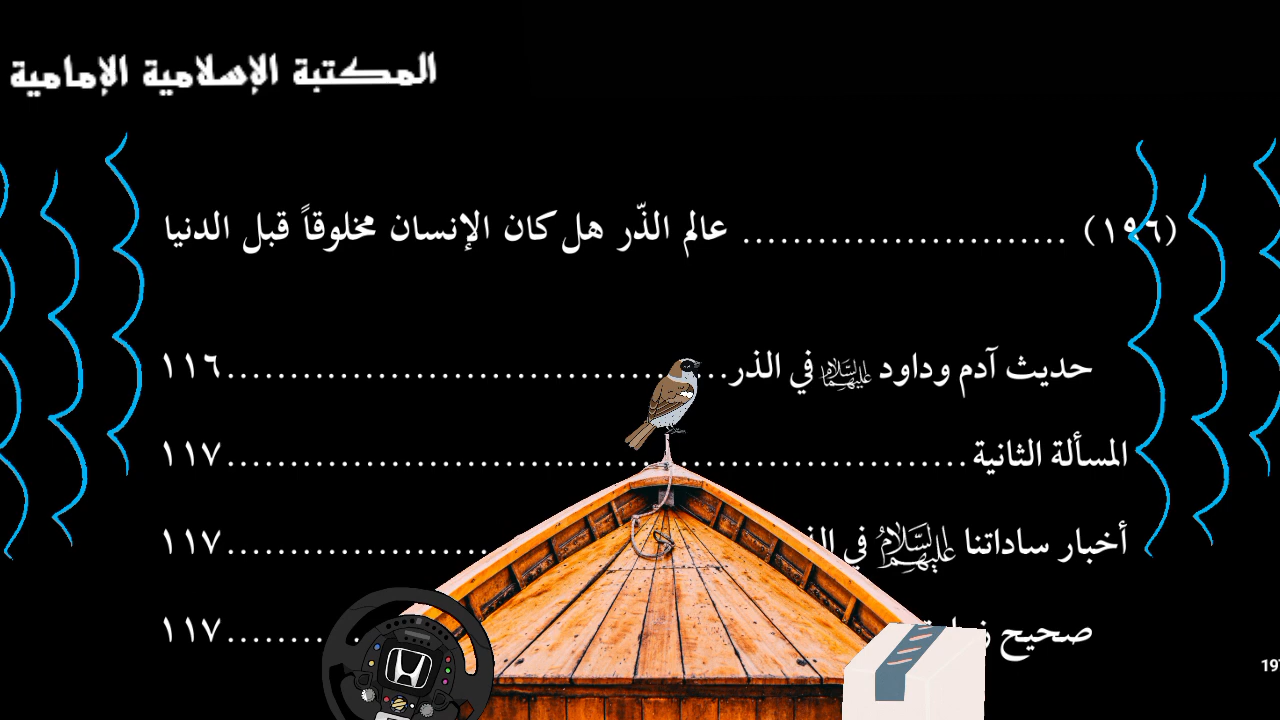 المكتبة الإسلامية الإمامية
(١٩٦) ......................... عالم الذّر هل كان الإنسان مخلوقاً قبل الدنيا
حديث آدم وداود عليهما السلام في الذر ........................................ ١١٦
المسألة الثانية ............................................................ ١١٧
أخبار ساداتنا عليهم السلام في ..................... ١١٧
صحيح ........ ١١٧